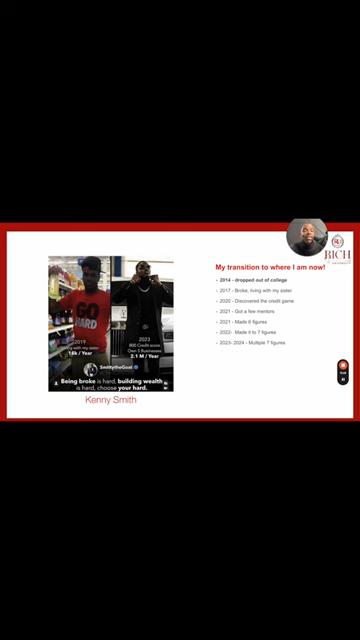 RICH
UNIVERSITY
My transition to where I am now!
- 2014 - dropped out of college
- 2017 - Broke, living with my sister
- 2020 - Discovered the credit game
- 2021 - Got a few mentors
- 2021 - Made 6 figures
- 2022- Made it to 7 figures
- 2023- 2024 - Multiple 7 figures
GO
HARD
2019
living with my sister
18k / Year
2023
800 Credit score
Own 5 Businesses
2.1 M / Year
SmittytheGoat
Being broke is hard, building wealth
is hard, choose your hard.
Kenny Smith